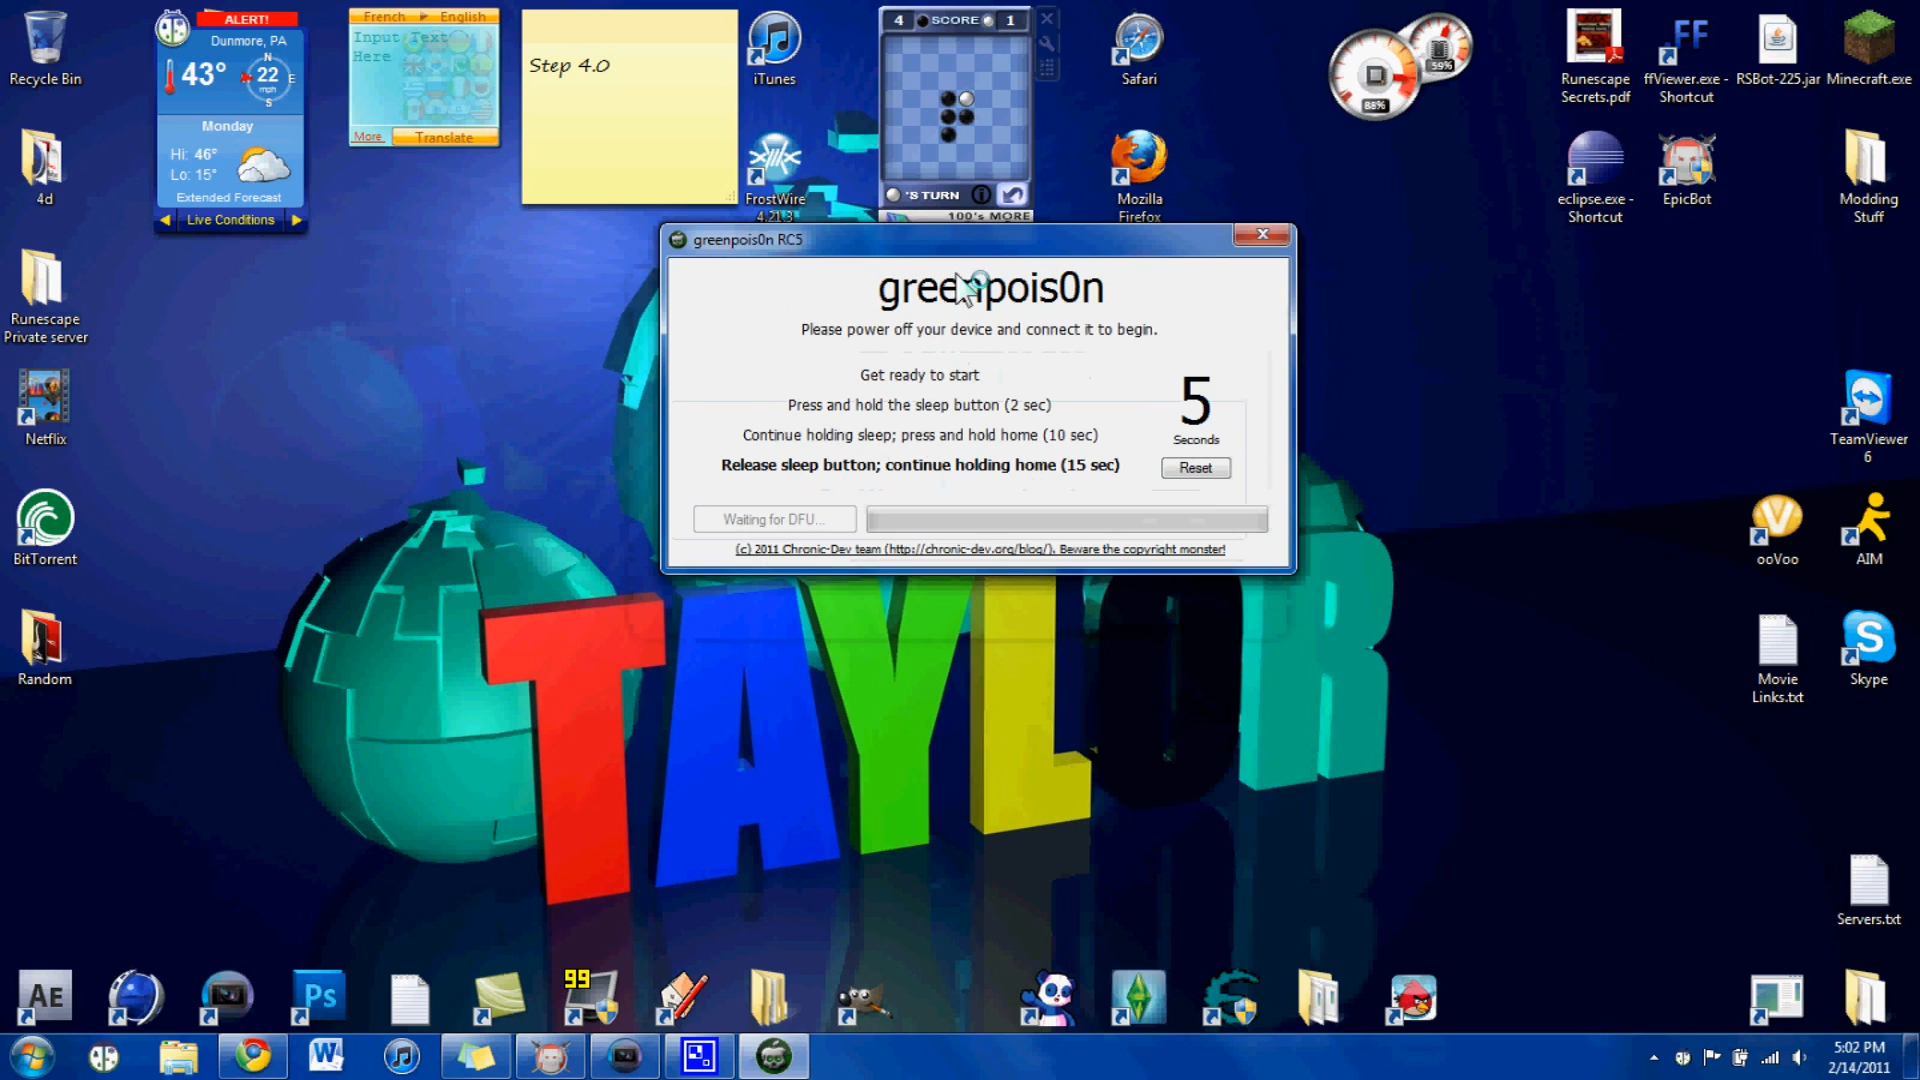 Recycle Bin
4d
Runescape
Private server
Netflix
BitTorrent
Random
ALERT!
Dunmore, PA
43°
N
22
E
mph
S
Monday
Hi: 46°
Lo: 15°
Extended Forecast
Live Conditions
French ► English
Input Text
Here
More
Translate
Step 4.0
iTunes
FrostWire
4.21.3
4 SCORE 1
'S TURN
100's MORE
Safari
Mozilla
Firefox
88%
59%
Runescape
Secrets.pdf
FF
ffViewer.exe -
Shortcut
RSBot-225.jar
Minecraft.exe
eclipse.exe -
Shortcut
EpicBot
Modding
Stuff
greenpois0n RC5
greenpois0n
Please power off your device and connect it to begin.
Get ready to start
Press and hold the sleep button (2 sec)
Continue holding sleep; press and hold home (10 sec)
Release sleep button; continue holding home (15 sec)
5
Seconds
Reset
Waiting for DFU...
(c) 2011 Chronic-Dev team (http://chronic-dev.org/blog/). Beware the copyright monster!
TAYLOR
TeamViewer
6
ooVoo
AIM
Movie
Links.txt
Skype
Servers.txt
AE
Ps
99
W
5:02 PM
2/14/2011